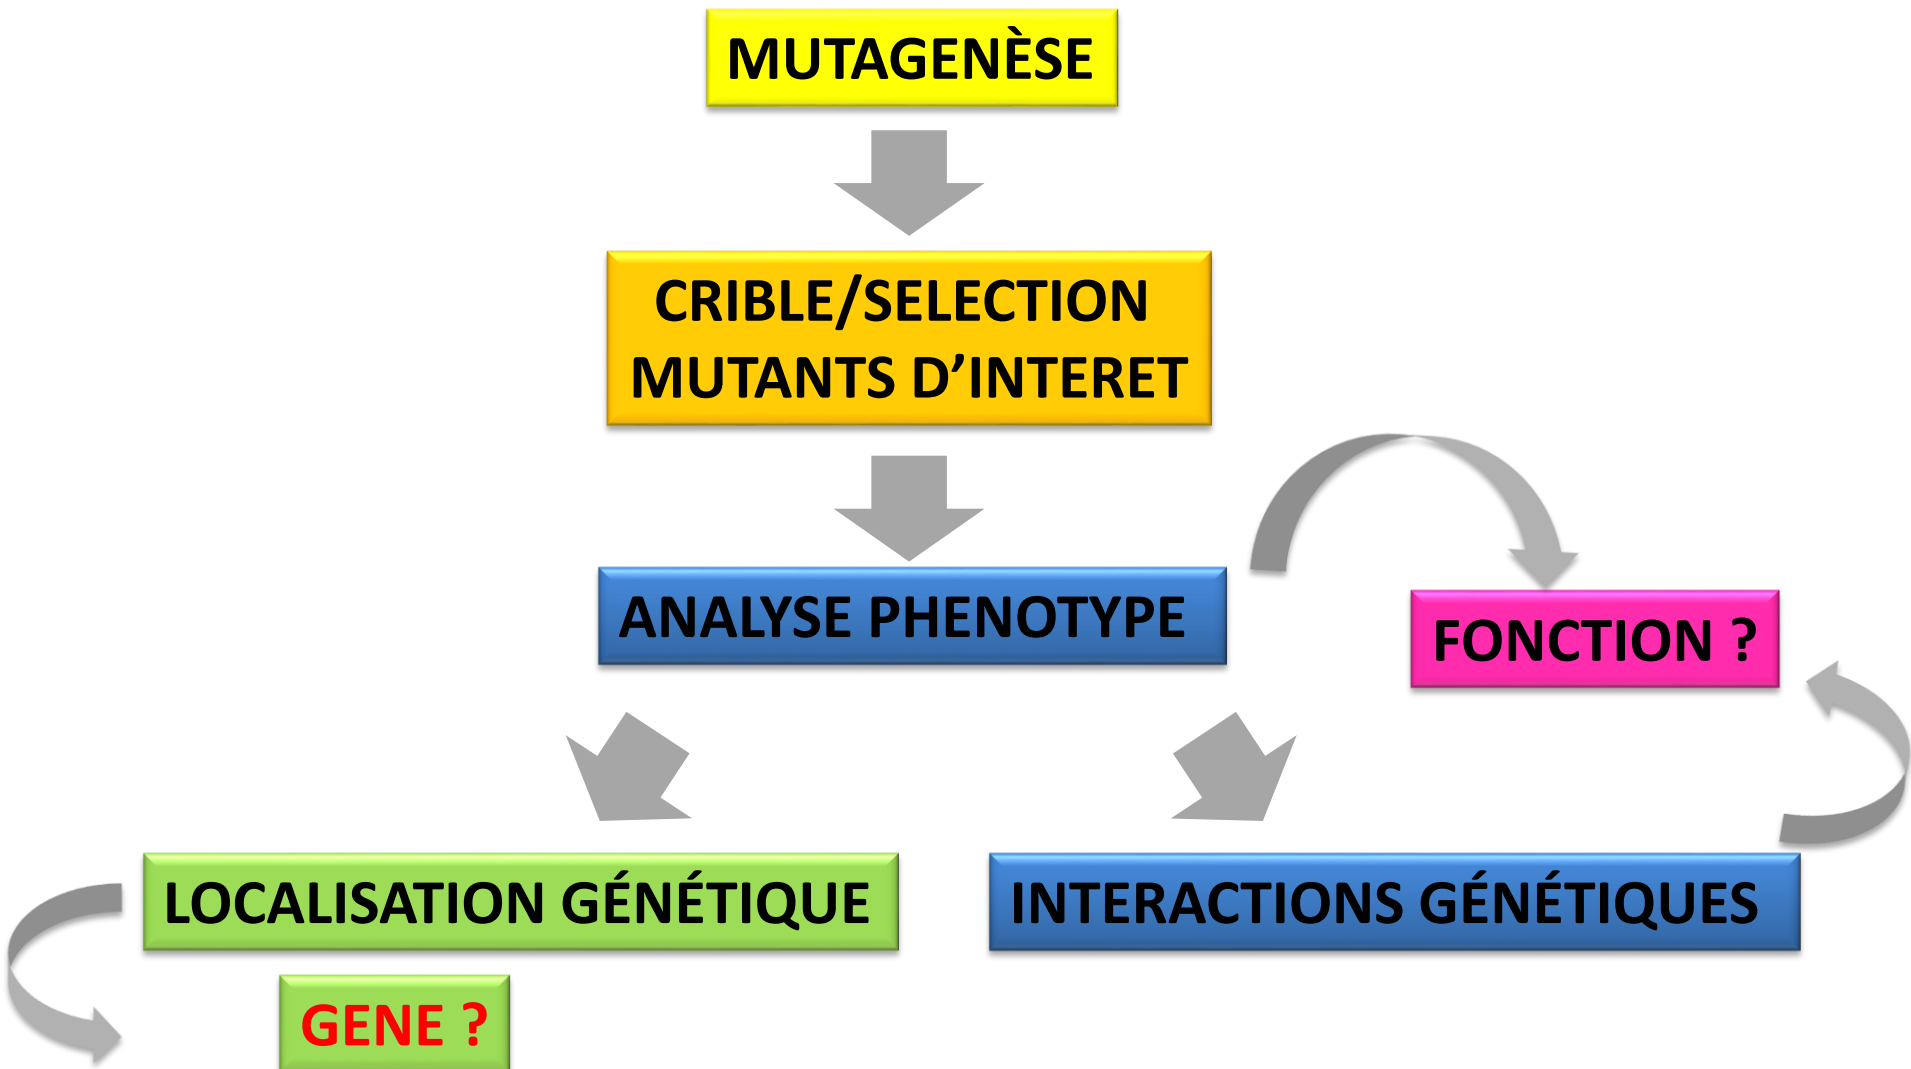 MUTAGENÈSE
CRIBLE/SELECTION
MUTANTS D’INTERET
ANALYSE PHENOTYPE
FONCTION ?
LOCALISATION GÉNÉTIQUE
INTERACTIONS GÉNÉTIQUES
GENE ?